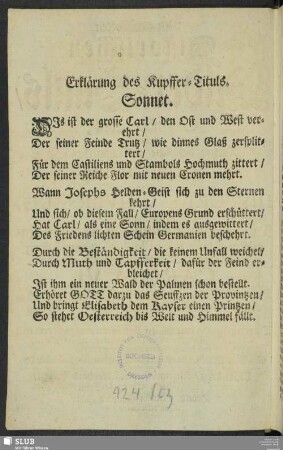 Erklärung des Kupffer-Tituls.
Sonnet.
DIs ist der grosse Carl/ den Ost und West ver-
ehrt/
Der seiner Feinde Trutz/ wie dinnes Glaß zersplit-
tert/
Für dem Castiliens und Stambols Hochmuth zittert/
Der seiner Reiche Flor mit neuen Cronen mehrt.
Wann Josephs Helden-Geist sich zu den Sternen
kehrt/
Und sich/ ob diesem Fall/ Europens Grund erschüttert/
Hat Carl/ als eine Sonn/ indem es ausgewittert/
Des Friedens lichten Schein Germanien beschehrt.
Durch die Beständigkeit/ die keinem Unfall weichet/
Durch Muth und Tapfferkeit/ dafür der Feind er-
bleichet/
Ist ihm ein neuer Wald der Palmen schon bestellt.
Erhöret GOTT darzu das Seuffzen der Provintzen/
Und bringt Elisabeth dem Kayser einen Printzen/
So stehet Oesterreich bis Welt und Himmel fällt.
SLUB
Wir führen Wissen.